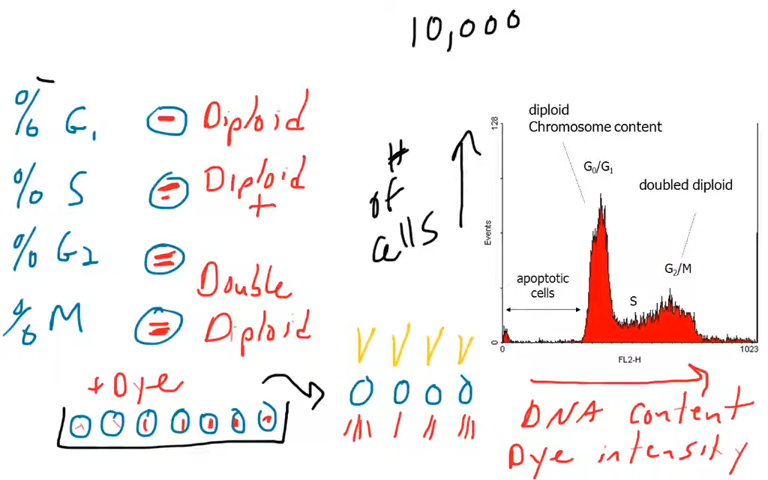 10,000
% G1 Diploid
% S Diploid +
% G2
Double
% M Diploid
+ Dye
# of cells
diploid
Chromosome content
G0/G1
doubled diploid
G2/M
S
apoptotic
cells
128
Events
0
0
1023
FL2-H
DNA content
Dye intensity